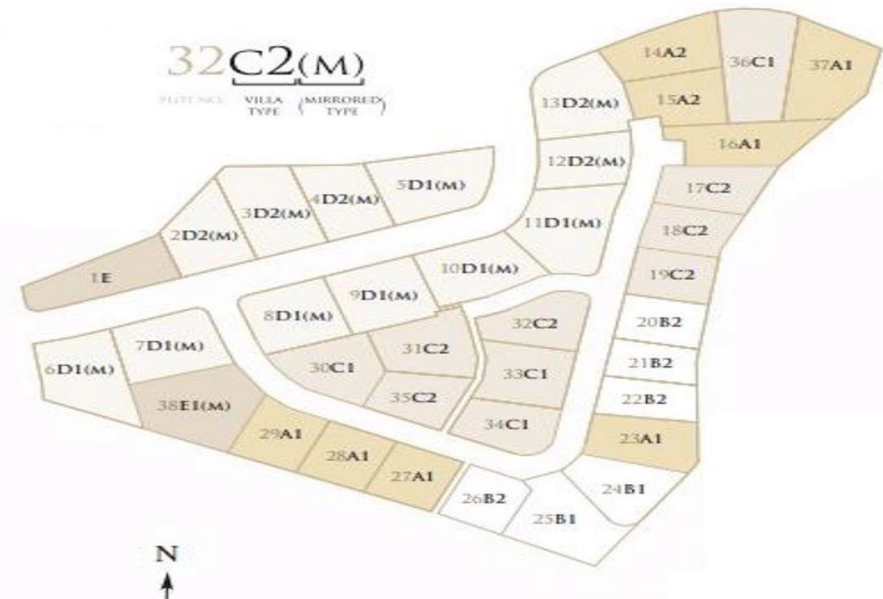 32C2(M)
PLOT NO. VILLA TYPE (MIRRORED TYPE)
14A2
36C1
37A1
15A2
13D2(M)
16A1
12D2(M)
5D1(M)
4D2(M)
3D2(M)
2D2(M)
17C2
11D1(M)
18C2
1E
10D1(M)
19C2
9D1(M)
8D1(M)
32C2
20B2
7D1(M)
31C2
21B2
6D1(M)
30C1
33C1
35C2
22B2
38E1(M)
34C1
29A1
23A1
28A1
27A1
24B1
26B2
25B1
N